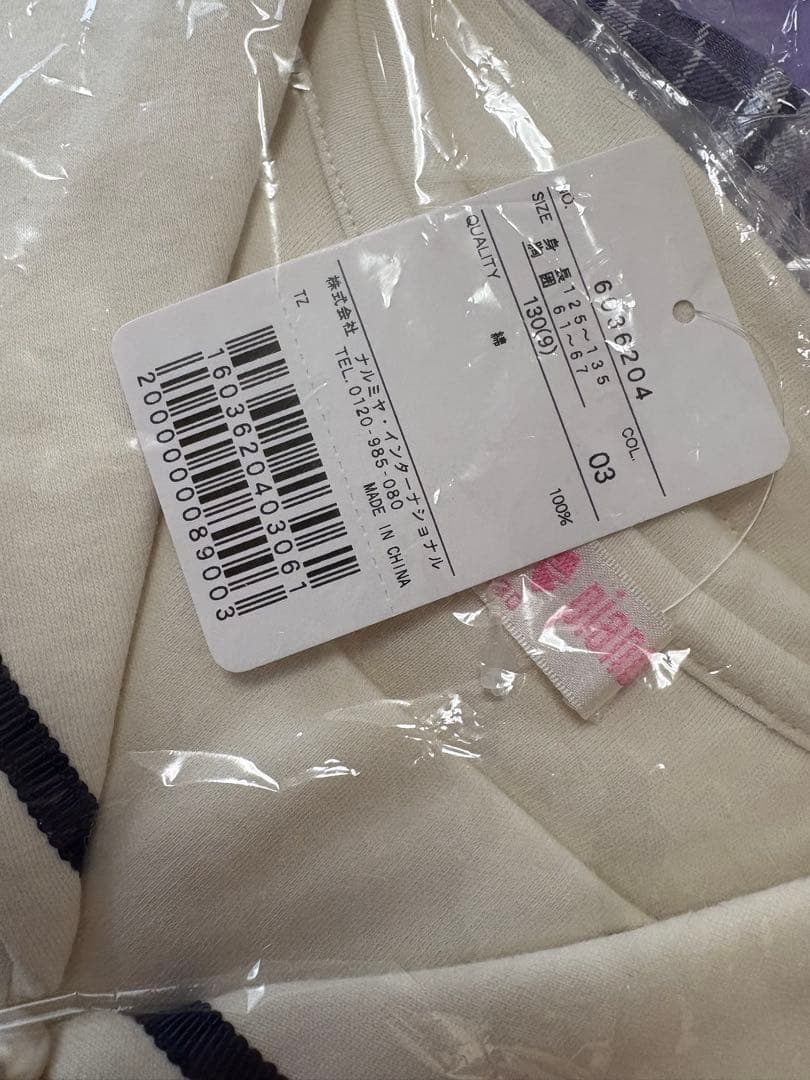 NO. 6036204 COL. 03
SIZE 身長 125~135
胸囲 61~67
130(9)
QUALITY
綿 100%
株式会社 ナルミヤ・インターナショナル
TEL.0120-985-080
TZ MADE IN CHINA
1603620403061
2000000089003